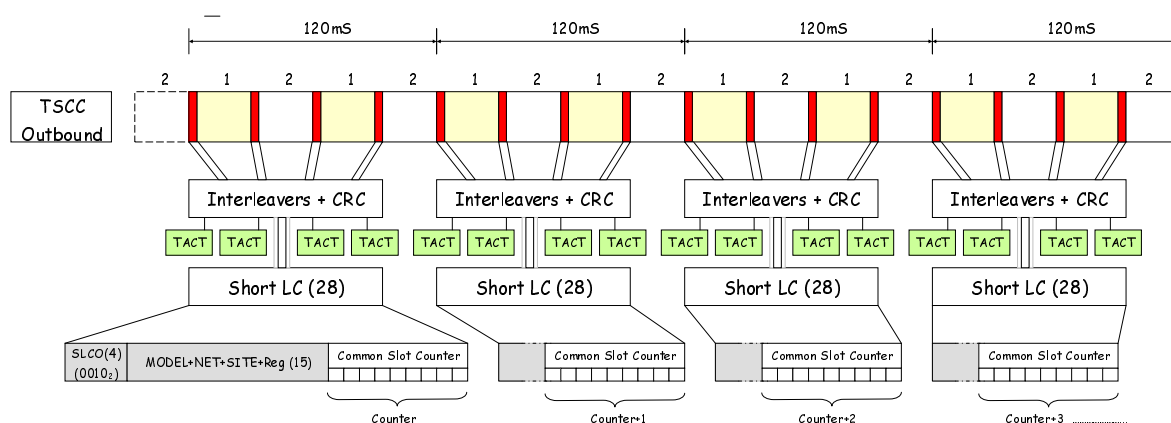 120mS 120mS 120mS 120mS
2 1 2 1 2 1 2 1 2 1 2 1 2 1 2 1 2
TSCC
Outbound
Interleavers + CRC Interleavers + CRC Interleavers + CRC Interleavers + CRC
TACT TACT TACT TACT TACT TACT TACT TACT TACT TACT TACT TACT TACT TACT TACT TACT
Short LC (28) Short LC (28) Short LC (28) Short LC (28)
SLCO(4) MODEL+NET+SITE+Reg (15) Common Slot Counter Common Slot Counter Common Slot Counter Common Slot Counter
(0010₂)
Counter Counter+1 Counter+2 Counter+3 ................